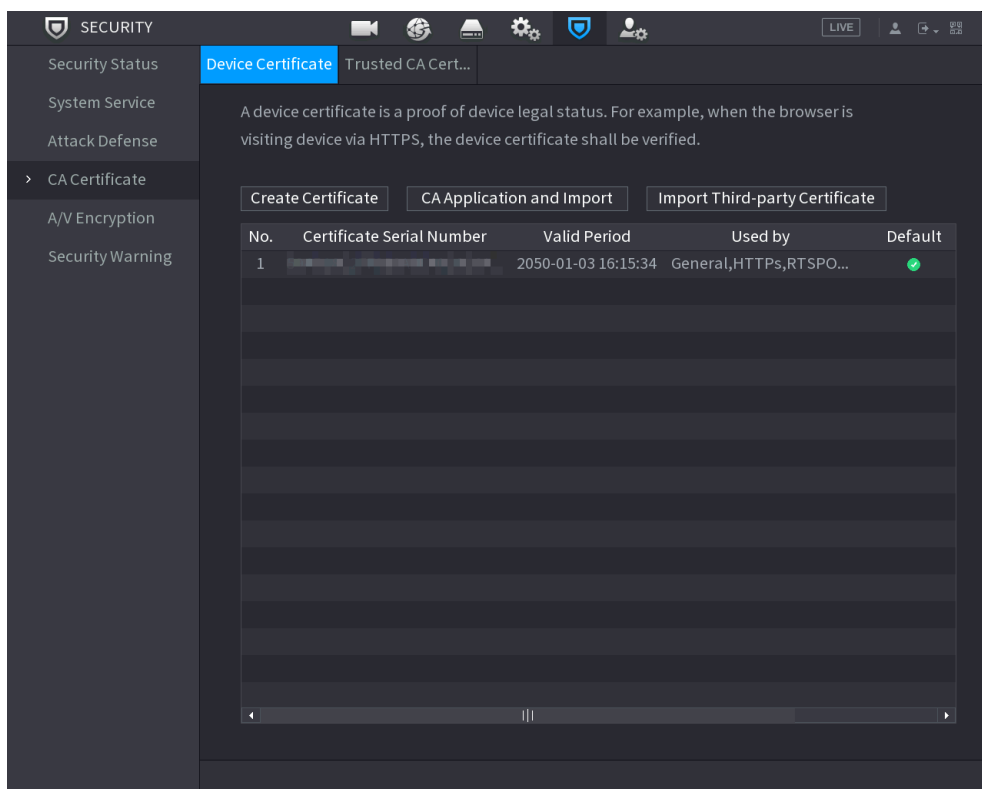 SECURITY
LIVE
Security Status
System Service
Attack Defense
CA Certificate
A/V Encryption
Security Warning
Device Certificate
Trusted CA Cert...
A device certificate is a proof of device legal status. For example, when the browser is
visiting device via HTTPS, the device certificate shall be verified.
Create Certificate
CA Application and Import
Import Third-party Certificate
No. Certificate Serial Number Valid Period Used by Default
1 2050-01-03 16:15:34 General,HTTPs,RTSPO...